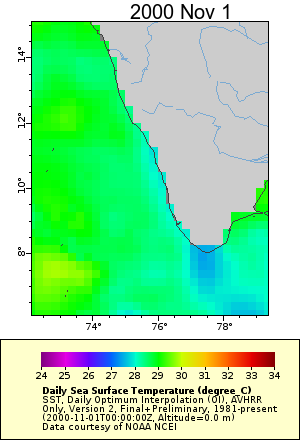 2000 Nov 1
14°
12°
10°
8°
74° 76° 78°
24 25 26 27 28 29 30 31 32 33 34
Daily Sea Surface Temperature (degree_C)
SST, Daily Optimum Interpolation (OI), AVHRR
Only, Version 2, Final+Preliminary, 1981-present
(2000-11-01T00:00:00Z, Altitude=0.0 m)
Data courtesy of NOAA NCEI